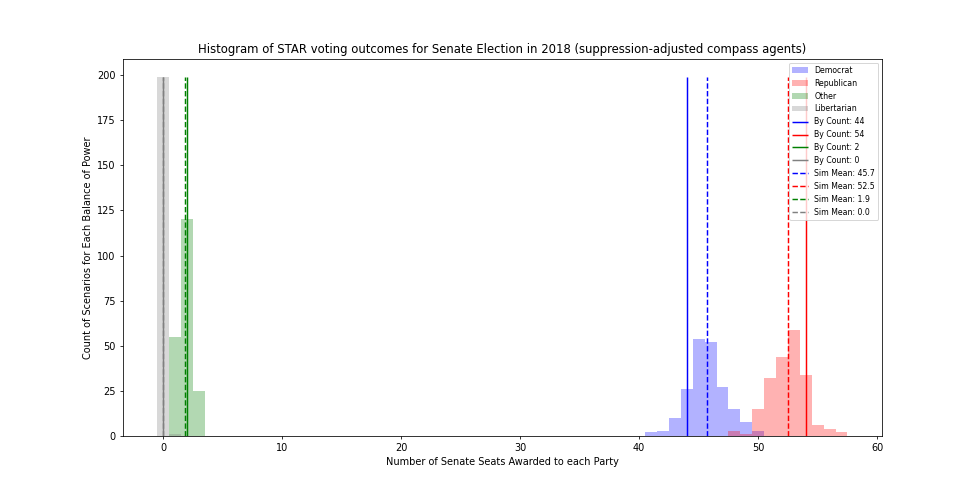 Histogram of STAR voting outcomes for Senate Election in 2018 (suppression-adjusted compass agents)
Democrat
Republican
Other
Libertarian
By Count: 44
By Count: 54
By Count: 2
By Count: 0
Sim Mean: 45.7
Sim Mean: 52.5
Sim Mean: 1.9
Sim Mean: 0.0
Count of Scenarios for Each Balance of Power
200
175
150
125
100
75
50
25
0
0 10 20 30 40 50 60
Number of Senate Seats Awarded to each Party